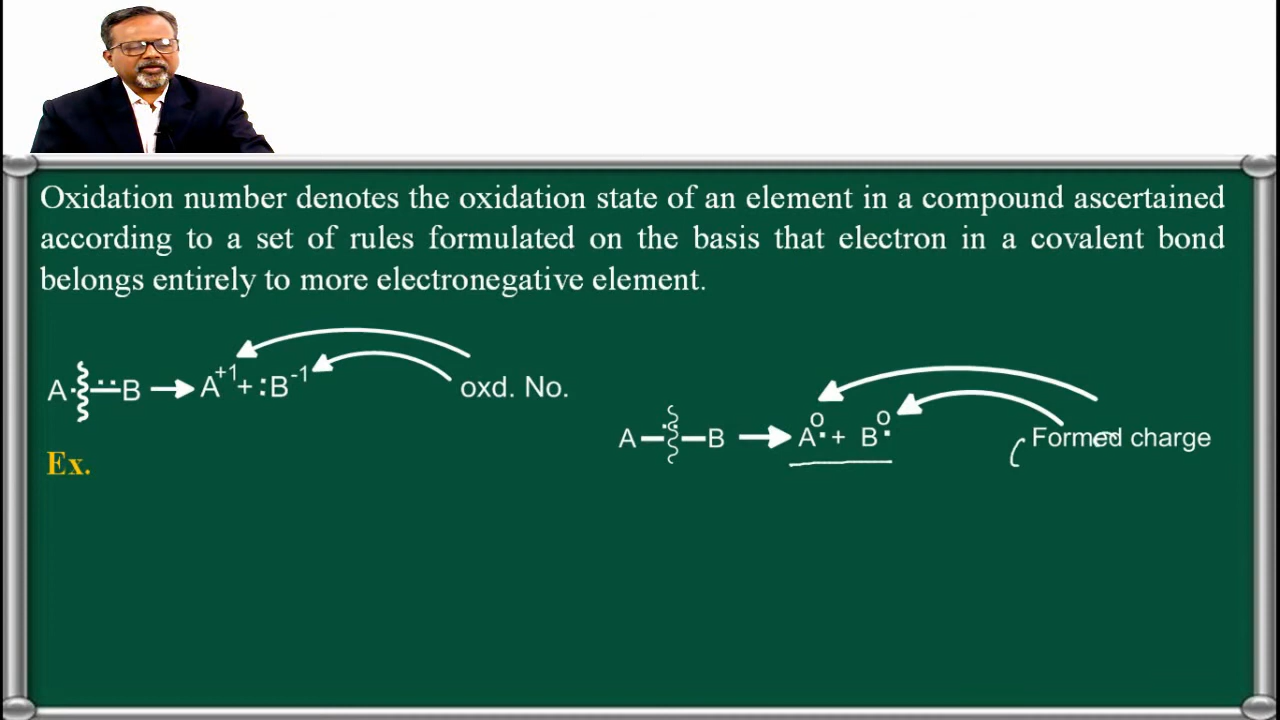 Oxidation number denotes the oxidation state of an element in a compound ascertained
according to a set of rules formulated on the basis that electron in a covalent bond
belongs entirely to more electronegative element.
A·—··B → A⁺¹ + :B⁻¹ oxd. No.
A—··—B → A·⁰ + B·⁰ Formed charge
Ex.